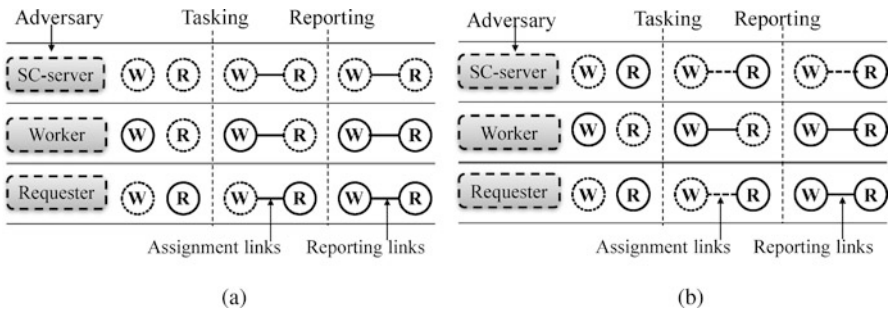 Adversary Tasking Reporting
SC-server W R W R W R
Worker W R W R W R
Requester W R W R W R
Assignment links Reporting links
(a)
Adversary Tasking Reporting
SC-server W R W R W R
Worker W R W R W R
Requester W R W R W R
Assignment links Reporting links
(b)